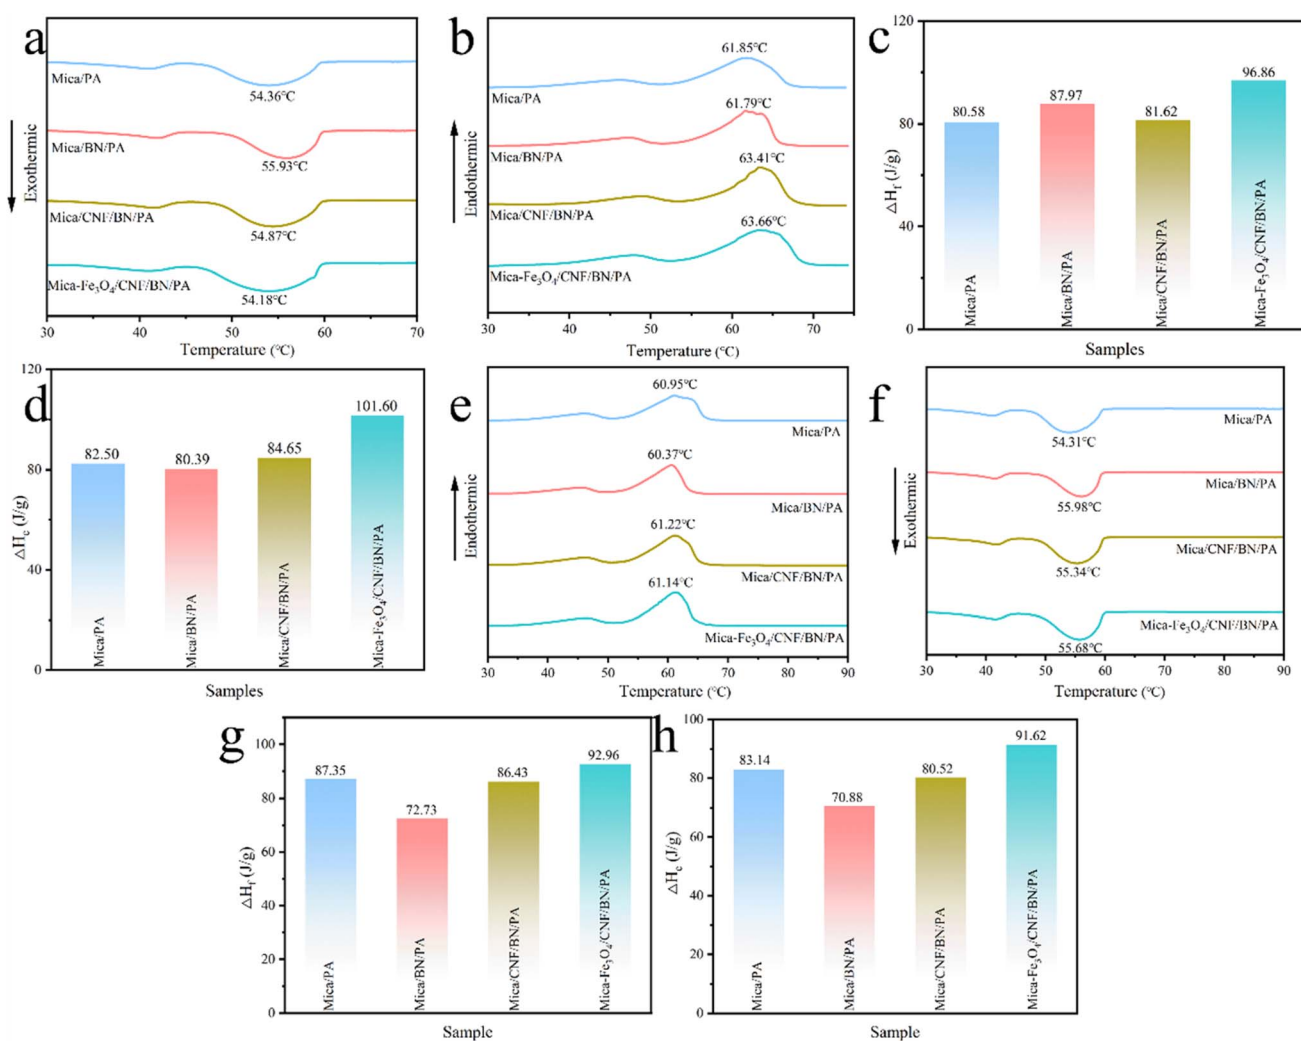 a
Mica/PA
54.36℃
Mica/BN/PA
55.93℃
Mica/CNF/BN/PA
54.87℃
Mica-Fe₃O₄/CNF/BN/PA
54.18℃
Exothermic
30 40 50 60 70
Temperature (℃)
b
61.85℃
Mica/PA
61.79℃
Mica/BN/PA
63.41℃
Mica/CNF/BN/PA
63.66℃
Mica-Fe₃O₄/CNF/BN/PA
Endothermic
30 40 50 60 70
Temperature (℃)
c
120
80
40
0
△Hf (J/g)
80.58
87.97
81.62
96.86
Mica/PA
Mica/BN/PA
Mica/CNF/BN/PA
Mica-Fe₃O₄/CNF/BN/PA
Samples
d
120
80
40
0
△Hc (J/g)
82.50
80.39
84.65
101.60
Mica/PA
Mica/BN/PA
Mica/CNF/BN/PA
Mica-Fe₃O₄/CNF/BN/PA
Samples
e
60.95℃
Mica/PA
60.37℃
Mica/BN/PA
61.22℃
Mica/CNF/BN/PA
61.14℃
Mica-Fe₃O₄/CNF/BN/PA
Endothermic
30 40 50 60 70 80 90
Temperature (℃)
f
Mica/PA
54.31℃
Mica/BN/PA
55.98℃
Mica/CNF/BN/PA
55.34℃
Mica-Fe₃O₄/CNF/BN/PA
55.68℃
Exothermic
30 40 50 60 70 80 90
Temperature (℃)
g
100
80
60
40
20
0
△Hf (J/g)
87.35
72.73
86.43
92.96
Mica/PA
Mica/BN/PA
Mica/CNF/BN/PA
Mica-Fe₃O₄/CNF/BN/PA
Sample
h
100
80
60
40
20
0
△Hc (J/g)
83.14
70.88
80.52
91.62
Mica/PA
Mica/BN/PA
Mica/CNF/BN/PA
Mica-Fe₃O₄/CNF/BN/PA
Sample